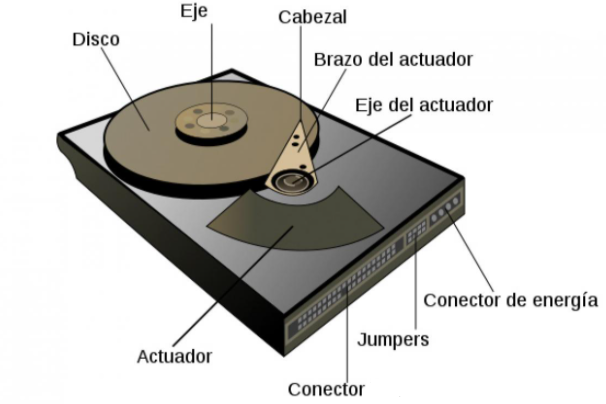 Eje
Cabezal
Disco
Brazo del actuador
Eje del actuador
Conector de energía
Jumpers
Actuador
Conector